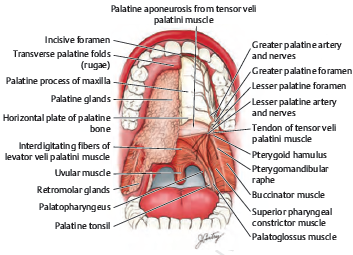 Palatine aponeurosis from tensor veli
palatini muscle
Incisive foramen
Transverse palatine folds
(rugae)
Palatine process of maxilla
Palatine glands
Horizontal plate of palatine
bone
Interdigitating fibers of
levator veli palatini muscle
Uvular muscle
Retromolar glands
Palatopharyngeus
Palatine tonsil
Greater palatine artery
and nerves
Greater palatine foramen
Lesser palatine foramen
Lesser palatine artery
and nerves
Tendon of tensor veli
palatini muscle
Pterygoid hamulus
Pterygomandibular
raphe
Buccinator muscle
Superior pharyngeal
constrictor muscle
Palatoglossus muscle